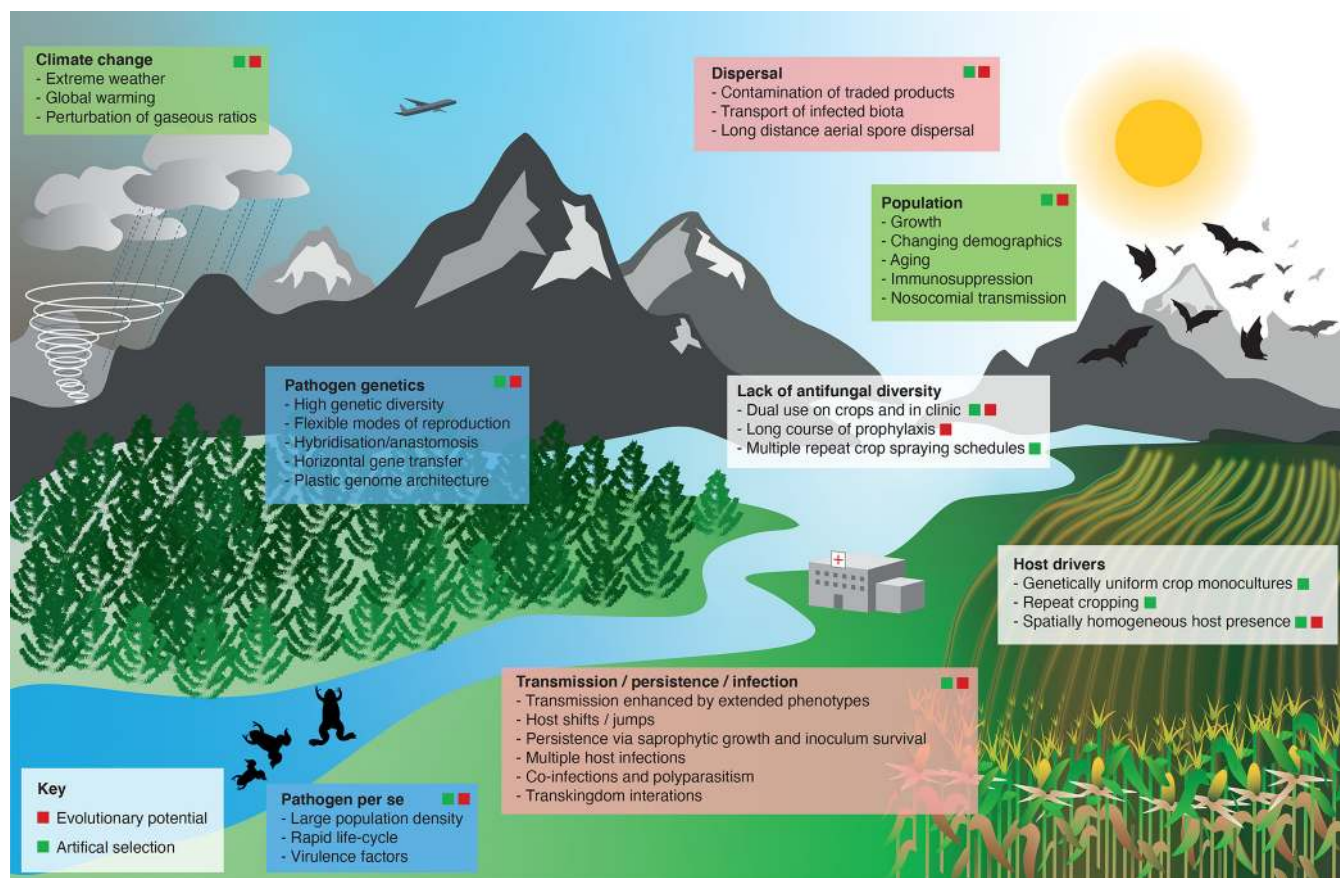 Climate change
- Extreme weather
- Global warming
- Perturbation of gaseous ratios
Dispersal
- Contamination of traded products
- Transport of infected biota
- Long distance aerial spore dispersal
Population
- Growth
- Changing demographics
- Aging
- Immunosuppression
- Nosocomial transmission
Pathogen genetics
- High genetic diversity
- Flexible modes of reproduction
- Hybridisation/anastomosis
- Horizontal gene transfer
- Plastic genome architecture
Lack of antifungal diversity
- Dual use on crops and in clinic
- Long course of prophylaxis
- Multiple repeat crop spraying schedules
Host drivers
- Genetically uniform crop monocultures
- Repeat cropping
- Spatially homogeneous host presence
Transmission / persistence / infection
- Transmission enhanced by extended phenotypes
- Host shifts / jumps
- Persistence via saprophytic growth and inoculum survival
- Multiple host infections
- Co-infections and polyparasitism
- Transkingdom interations
Key
Evolutionary potential
Artifical selection
Pathogen per se
- Large population density
- Rapid life-cycle
- Virulence factors